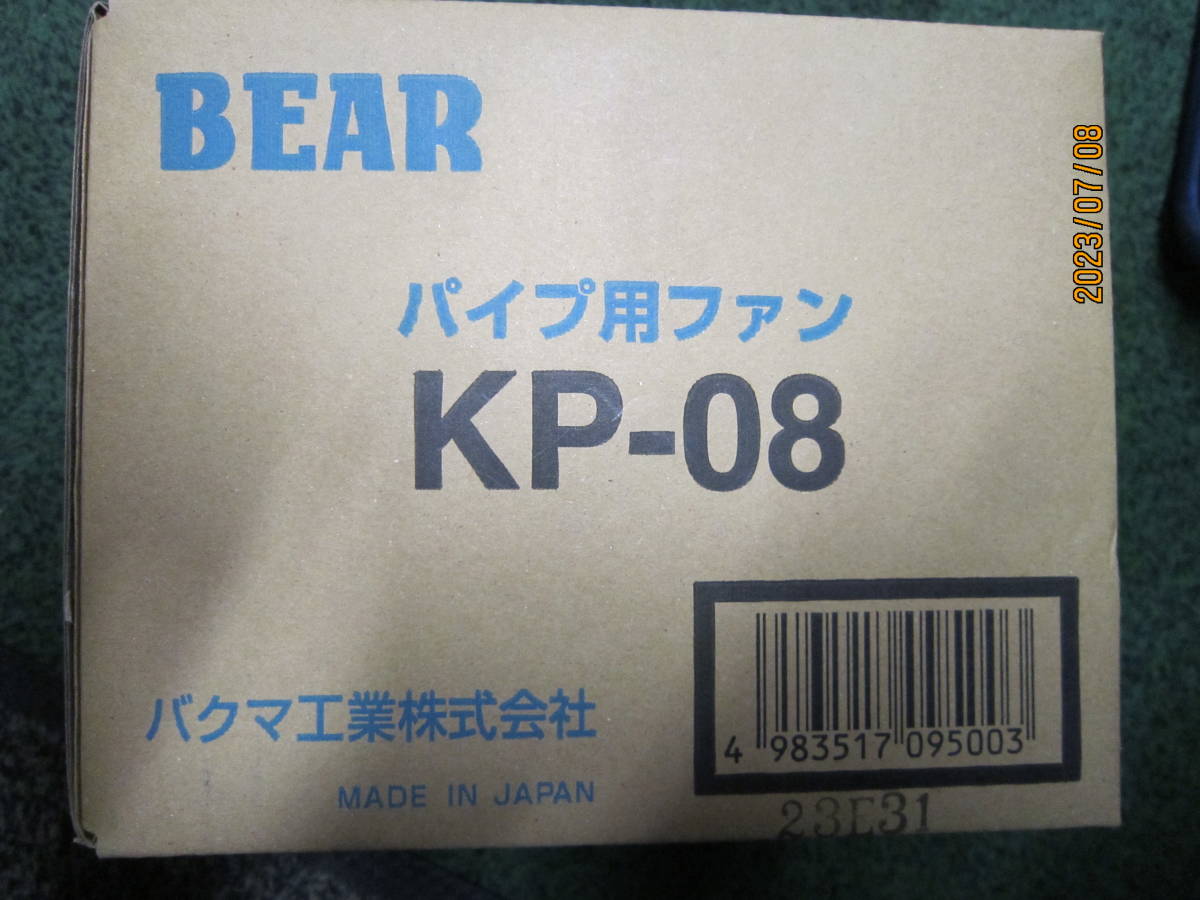 BEAR
パイプ用ファン
KP-08
バクマ工業株式会社
MADE IN JAPAN
4 983517 095003
23E31
2023/07/08